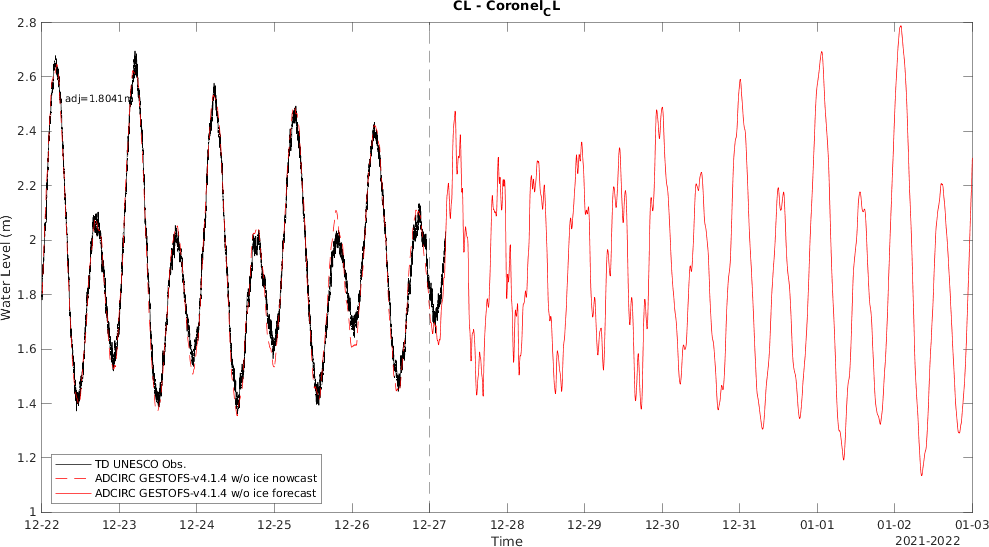 CL - Coronel_CL
2.8
2.6
adj=1.8041m
2.4
2.2
2
1.8
1.6
1.4
1.2
1
Water Level (m)
TD UNESCO Obs.
ADCIRC GESTOFS-v4.1.4 w/o ice nowcast
ADCIRC GESTOFS-v4.1.4 w/o ice forecast
12-22 12-23 12-24 12-25 12-26 12-27 12-28 12-29 12-30 12-31 01-01 01-02 01-03
Time
2021-2022